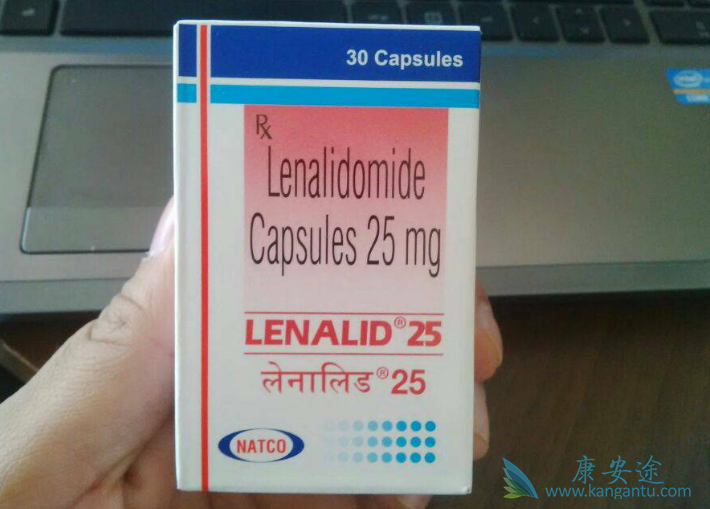 30 Capsules
Rx
Lenalidomide
Capsules 25 mg
LENALID® 25
लेनालिड® 25
NATCO
康安途
www.kangantu.com